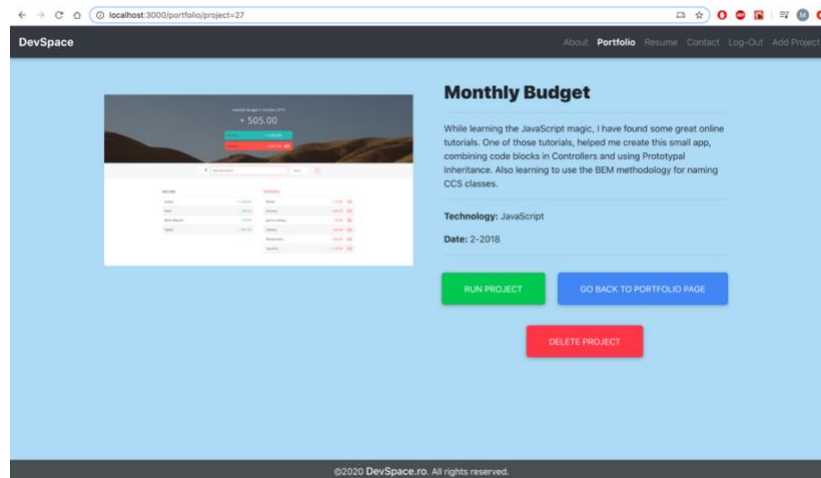 localhost:3000/portfolio/project=27
DevSpace
About Portfolio Resume Contact Log-Out Add Project
Monthly Budget
+ 505.00
While learning the JavaScript magic, I have found some great online
tutorials. One of those tutorials, helped me create this small app,
combining code blocks in Controllers and using Prototypal
Inheritance. Also learning to use the BEM methodology for naming
CCS classes.
Technology: JavaScript
Date: 2-2018
RUN PROJECT
GO BACK TO PORTFOLIO PAGE
DELETE PROJECT
©2020 DevSpace.ro. All rights reserved.